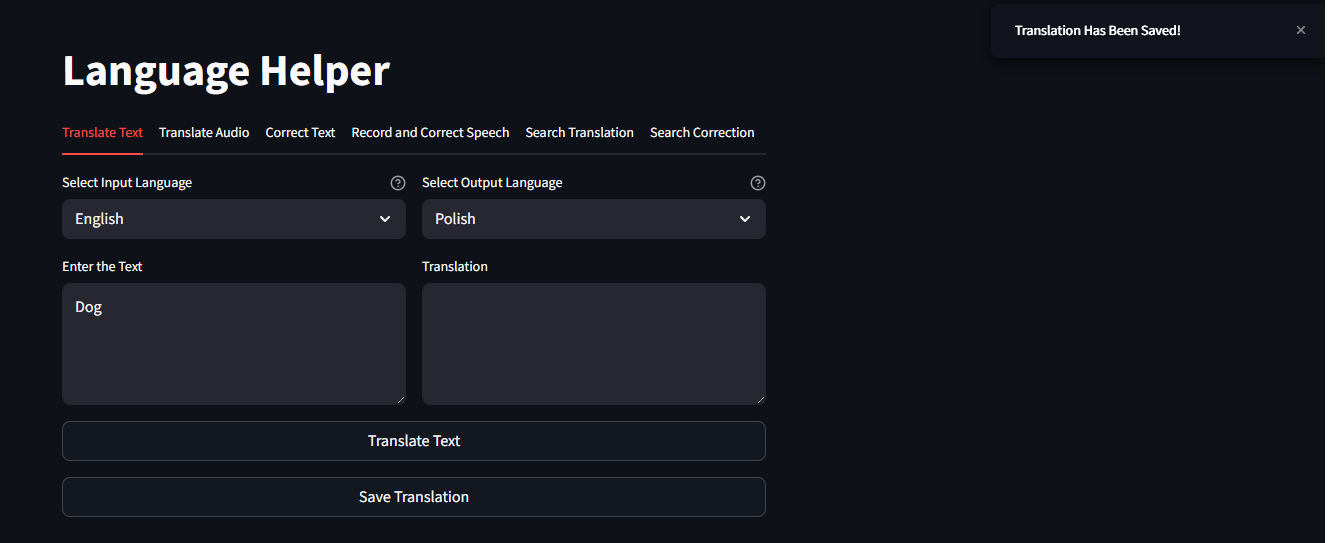 Translation Has Been Saved!
Language Helper
Translate Text Translate Audio Correct Text Record and Correct Speech Search Translation Search Correction
Select Input Language Select Output Language
English Polish
Enter the Text Translation
Dog
Translate Text
Save Translation